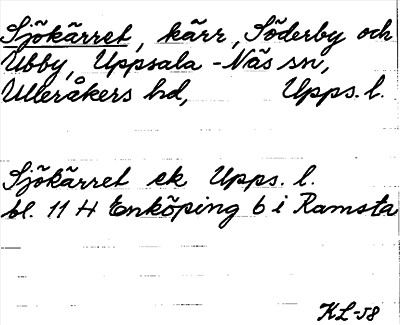 Sjökärret, kärr, Söderby och
Ubby, Uppsala-Näs sn,
Ulleråkers hd, Upps. l.
Sjökärret ek Upps. l.
bl. 11 H Enköping 6 i Ramsta
KL-58